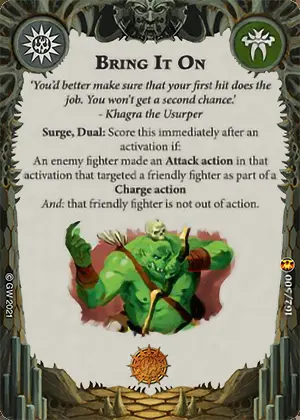 BRING IT ON
'You'd better make sure that your first hit does the
job. You won't get a second chance.'
- Khagra the Usurper
Surge, Dual: Score this immediately after an
activation if:
An enemy fighter made an Attack action in that
activation that targeted a friendly fighter as part of a
Charge action
And: that friendly fighter is not out of action.
© GW 2021